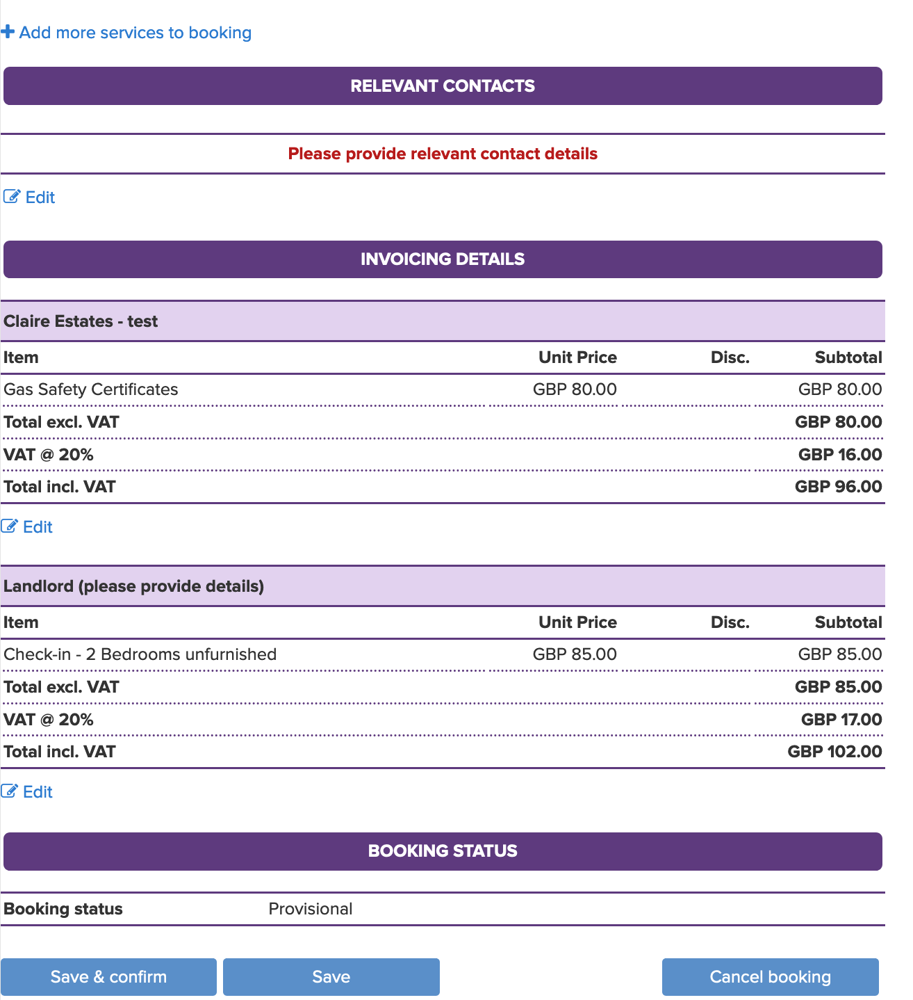 Add more services to booking
RELEVANT CONTACTS
Please provide relevant contact details
Edit
INVOICING DETAILS
Claire Estates - test
Item Unit Price Disc. Subtotal
Gas Safety Certificates GBP 80.00 GBP 80.00
Total excl. VAT GBP 80.00
VAT @ 20% GBP 16.00
Total incl. VAT GBP 96.00
Edit
Landlord (please provide details)
Item Unit Price Disc. Subtotal
Check-in - 2 Bedrooms unfurnished GBP 85.00 GBP 85.00
Total excl. VAT GBP 85.00
VAT @ 20% GBP 17.00
Total incl. VAT GBP 102.00
Edit
BOOKING STATUS
Booking status Provisional
Save & confirm Save Cancel booking